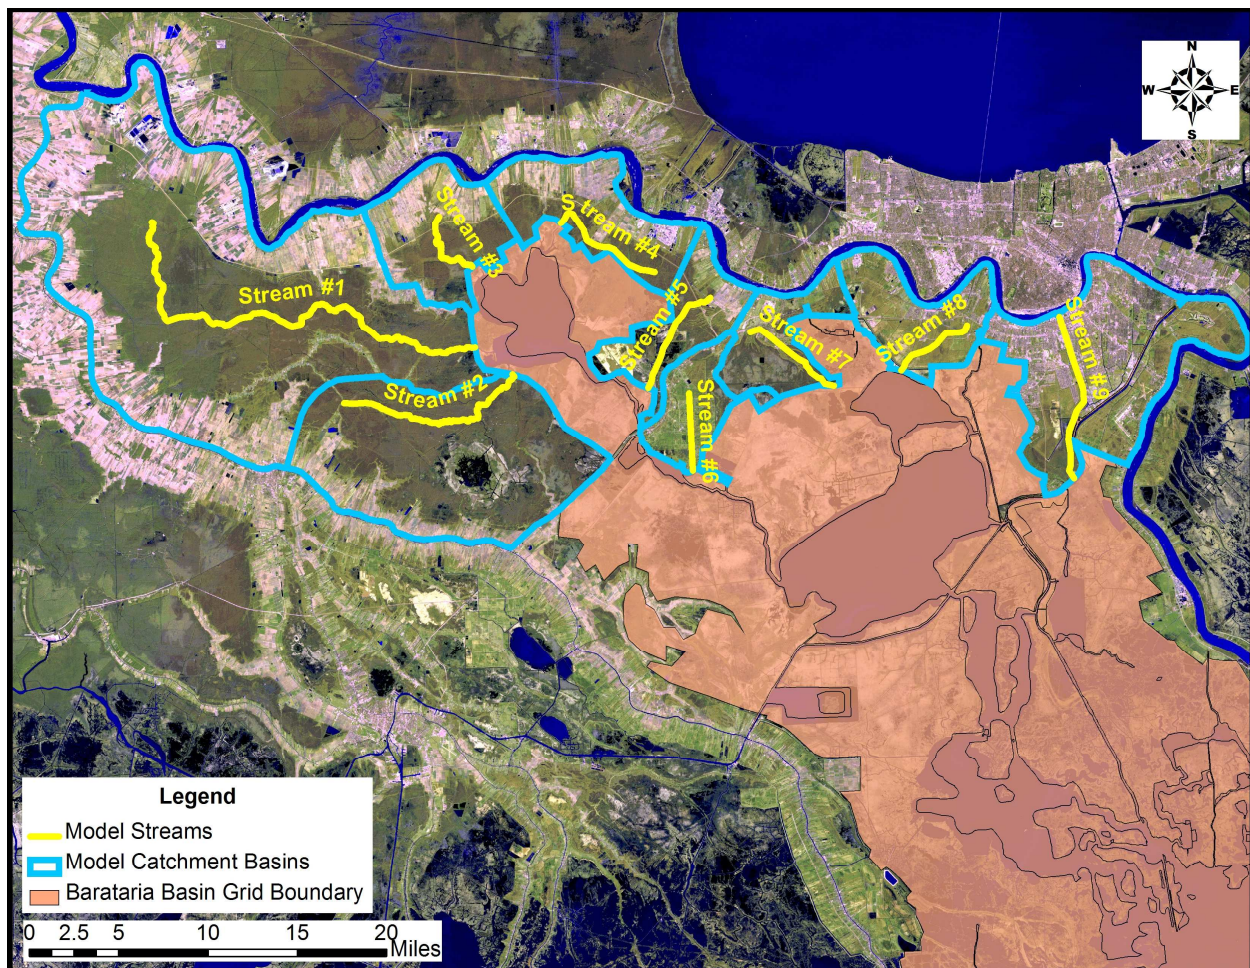 N
W E
S
Stream #1
Stream #2
Stream #3
S tream #4
Stream #5
Stream #6
Stream #7
Stream #8
Stream #9
Legend
Model Streams
Model Catchment Basins
Barataria Basin Grid Boundary
0 2.5 5 10 15 20
Miles